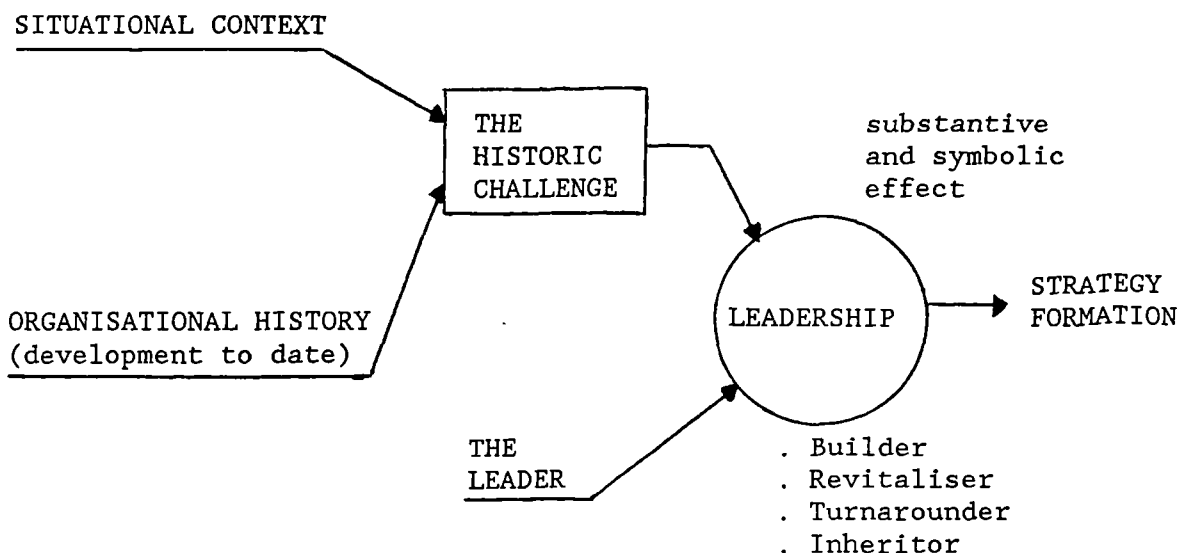 SITUATIONAL CONTEXT
THE
HISTORIC
CHALLENGE
substantive
and symbolic
effect
ORGANISATIONAL HISTORY
(development to date)
LEADERSHIP
STRATEGY
FORMATION
THE
LEADER
. Builder
. Revitaliser
. Turnarounder
. Inheritor